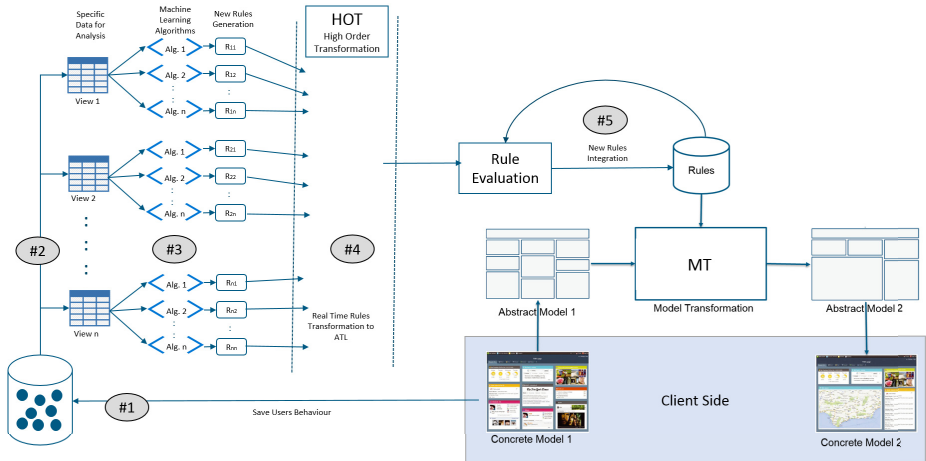 Specific
Data for
Analysis
Machine
Learning
Algorithms
New Rules
Generation
HOT
High Order
Transformation
Alg. 1
R11
Alg. 2
R12
:
:
Alg. n
R1n
View 1
Alg. 1
R21
Alg. 2
R22
:
:
Alg. n
R2n
View 2
#2
#3
#4
Alg. 1
Rn1
Alg. 2
Rn2
:
:
Alg. n
Rnn
View n
Real Time Rules
Transformation to
ATL
#5
New Rules
Integration
Rule
Evaluation
Rules
MT
Model Transformation
Abstract Model 1
Abstract Model 2
#1
Save Users Behaviour
Client Side
Concrete Model 1
Concrete Model 2